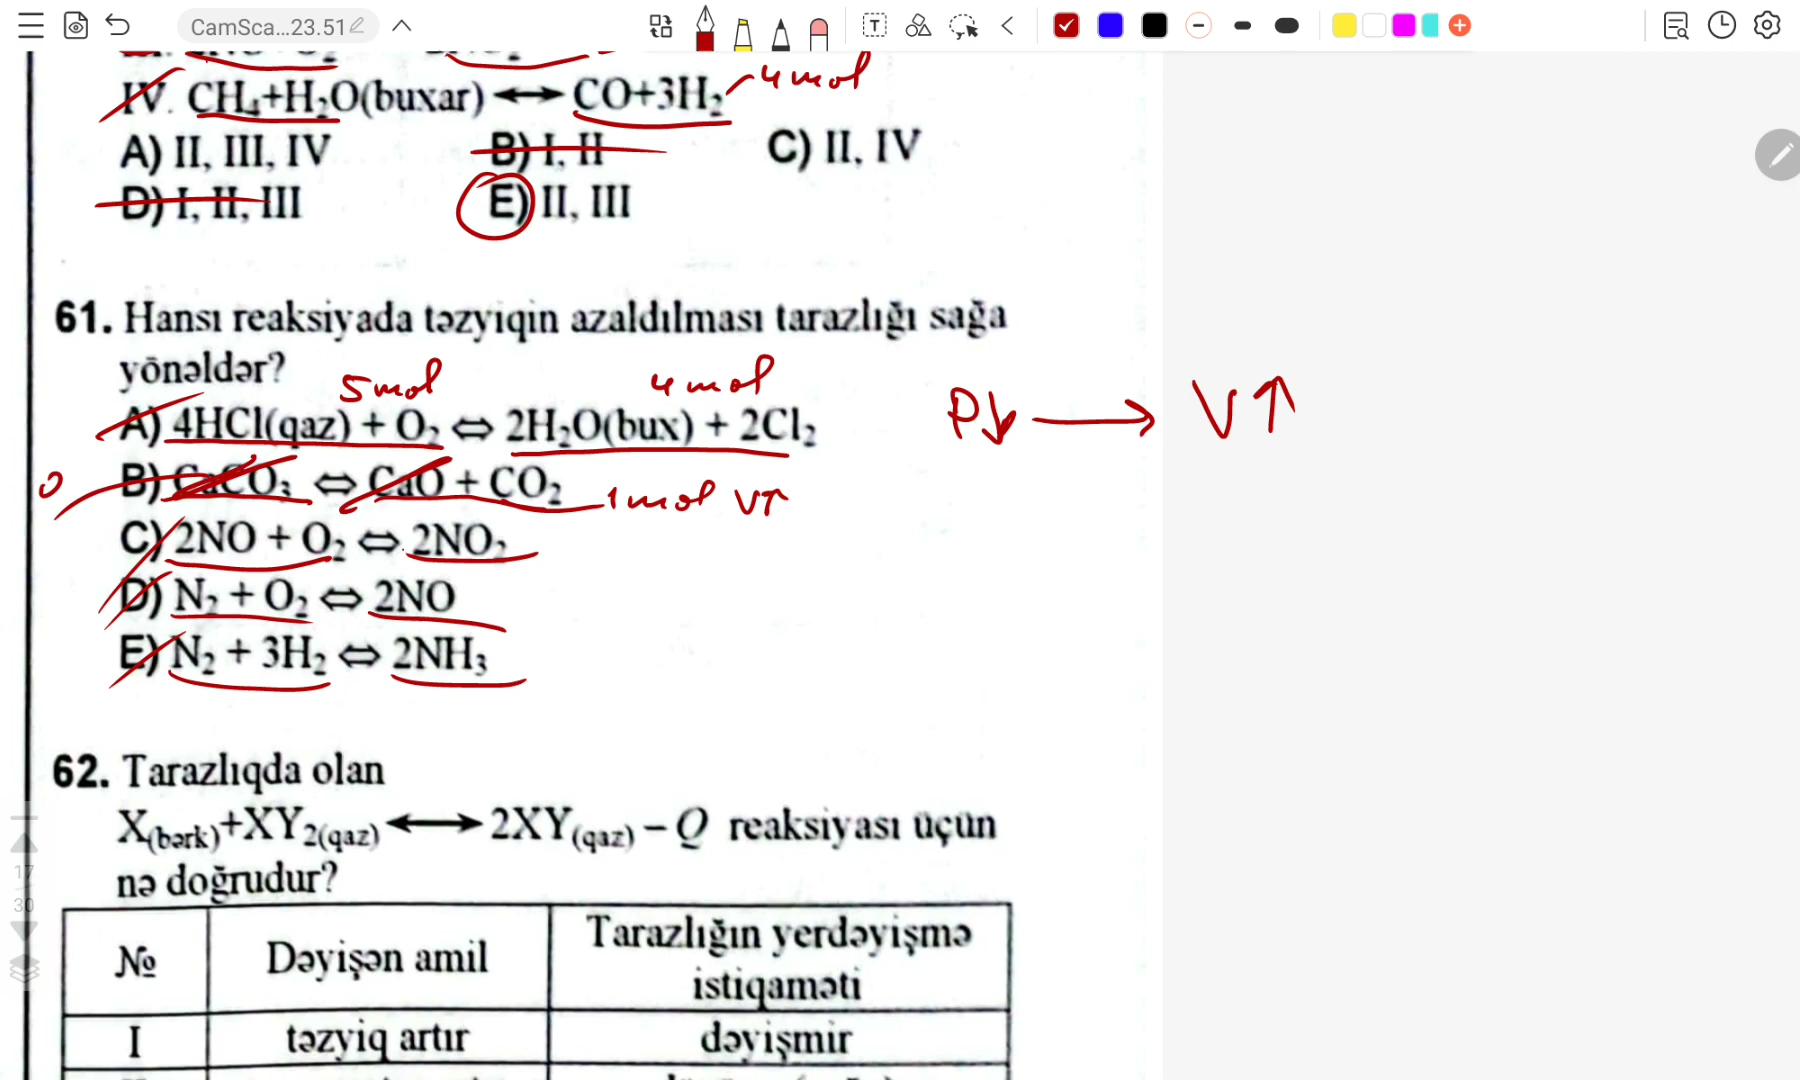 CamSca...23.51
IV. CH₄+H₂O(buxar) ⟷ CO+3H₂ 4 mol
A) II, III, IV B) I, II C) II, IV
D) I, II, III E) II, III
61. Hansı reaksiyada təzyiqin azaldılması tarazlığı sağa
yönəldər?
5 mol 4 mol
A) 4HCl(qaz) + O₂ ⇔ 2H₂O(bux) + 2Cl₂ P↓ → V↑
0 B) CaCO₃ ⇔ CaO + CO₂ 1 mol V↑
C) 2NO + O₂ ⇔ 2NO₂
D) N₂ + O₂ ⇔ 2NO
E) N₂ + 3H₂ ⇔ 2NH₃
62. Tarazlıqda olan
X(bərk)+XY₂(qaz) ⟷ 2XY(qaz) – Q reaksiyası üçün
nə doğrudur?
17
30
№ Dəyişən amil Tarazlığın yerdəyişmə
istiqaməti
I təzyiq artır dəyişmir